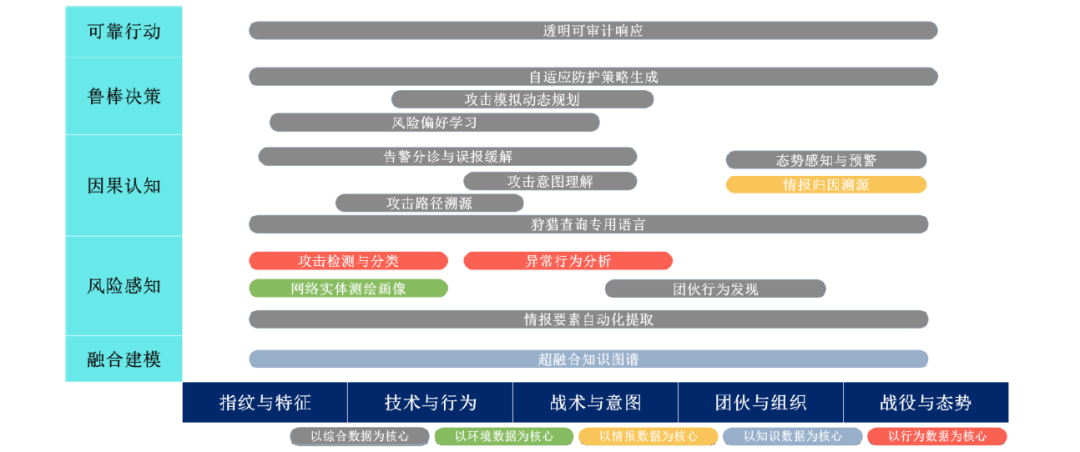 可靠行动
透明可审计响应
鲁棒决策
自适应防护策略生成
攻击模拟动态规划
风险偏好学习
因果认知
告警分诊与误报缓解
态势感知与预警
攻击意图理解
情报归因溯源
攻击路径溯源
狩猎查询专用语言
风险感知
攻击检测与分类
异常行为分析
网络实体测绘画像
团伙行为发现
情报要素自动化提取
融合建模
超融合知识图谱
指纹与特征
技术与行为
战术与意图
团伙与组织
战役与态势
以综合数据为核心
以环境数据为核心
以情报数据为核心
以知识数据为核心
以行为数据为核心